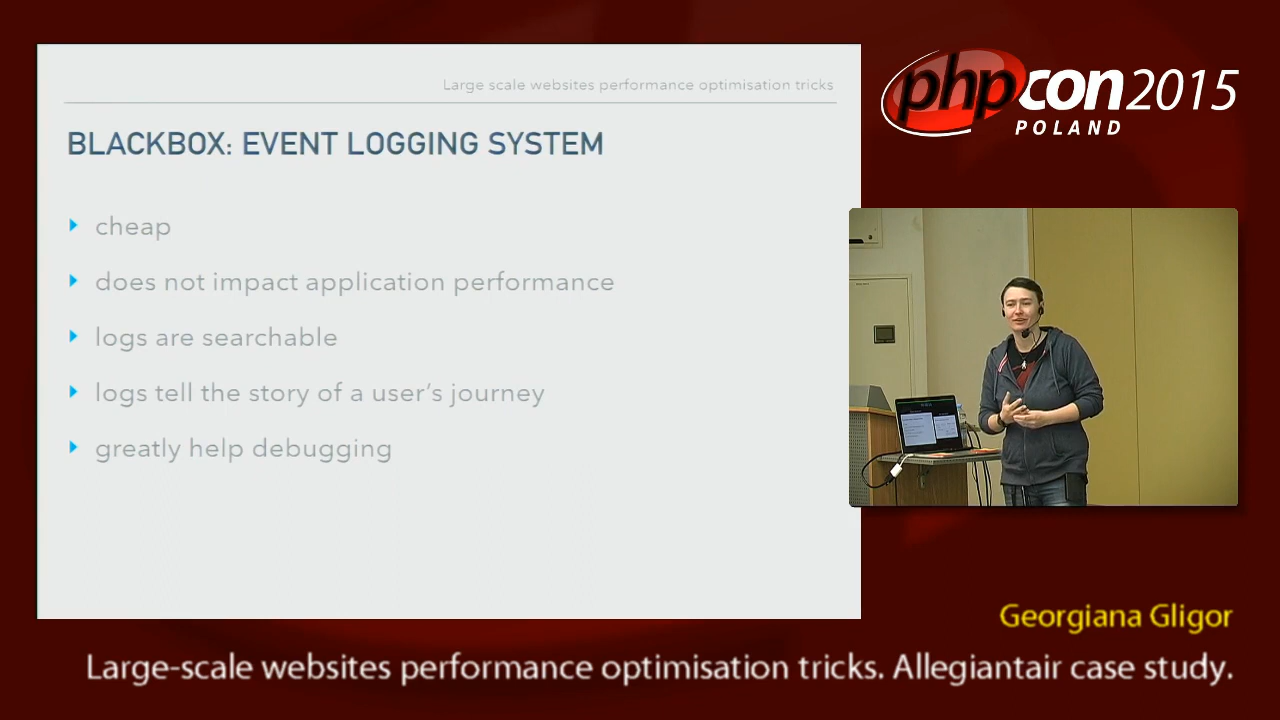 Large scale websites performance optimisation tricks
BLACKBOX: EVENT LOGGING SYSTEM
cheap
does not impact application performance
logs are searchable
logs tell the story of a user’s journey
greatly help debugging
phpcon2015
POLAND
Georgiana Gligor
Large-scale websites performance optimisation tricks. Allegiantair case study.